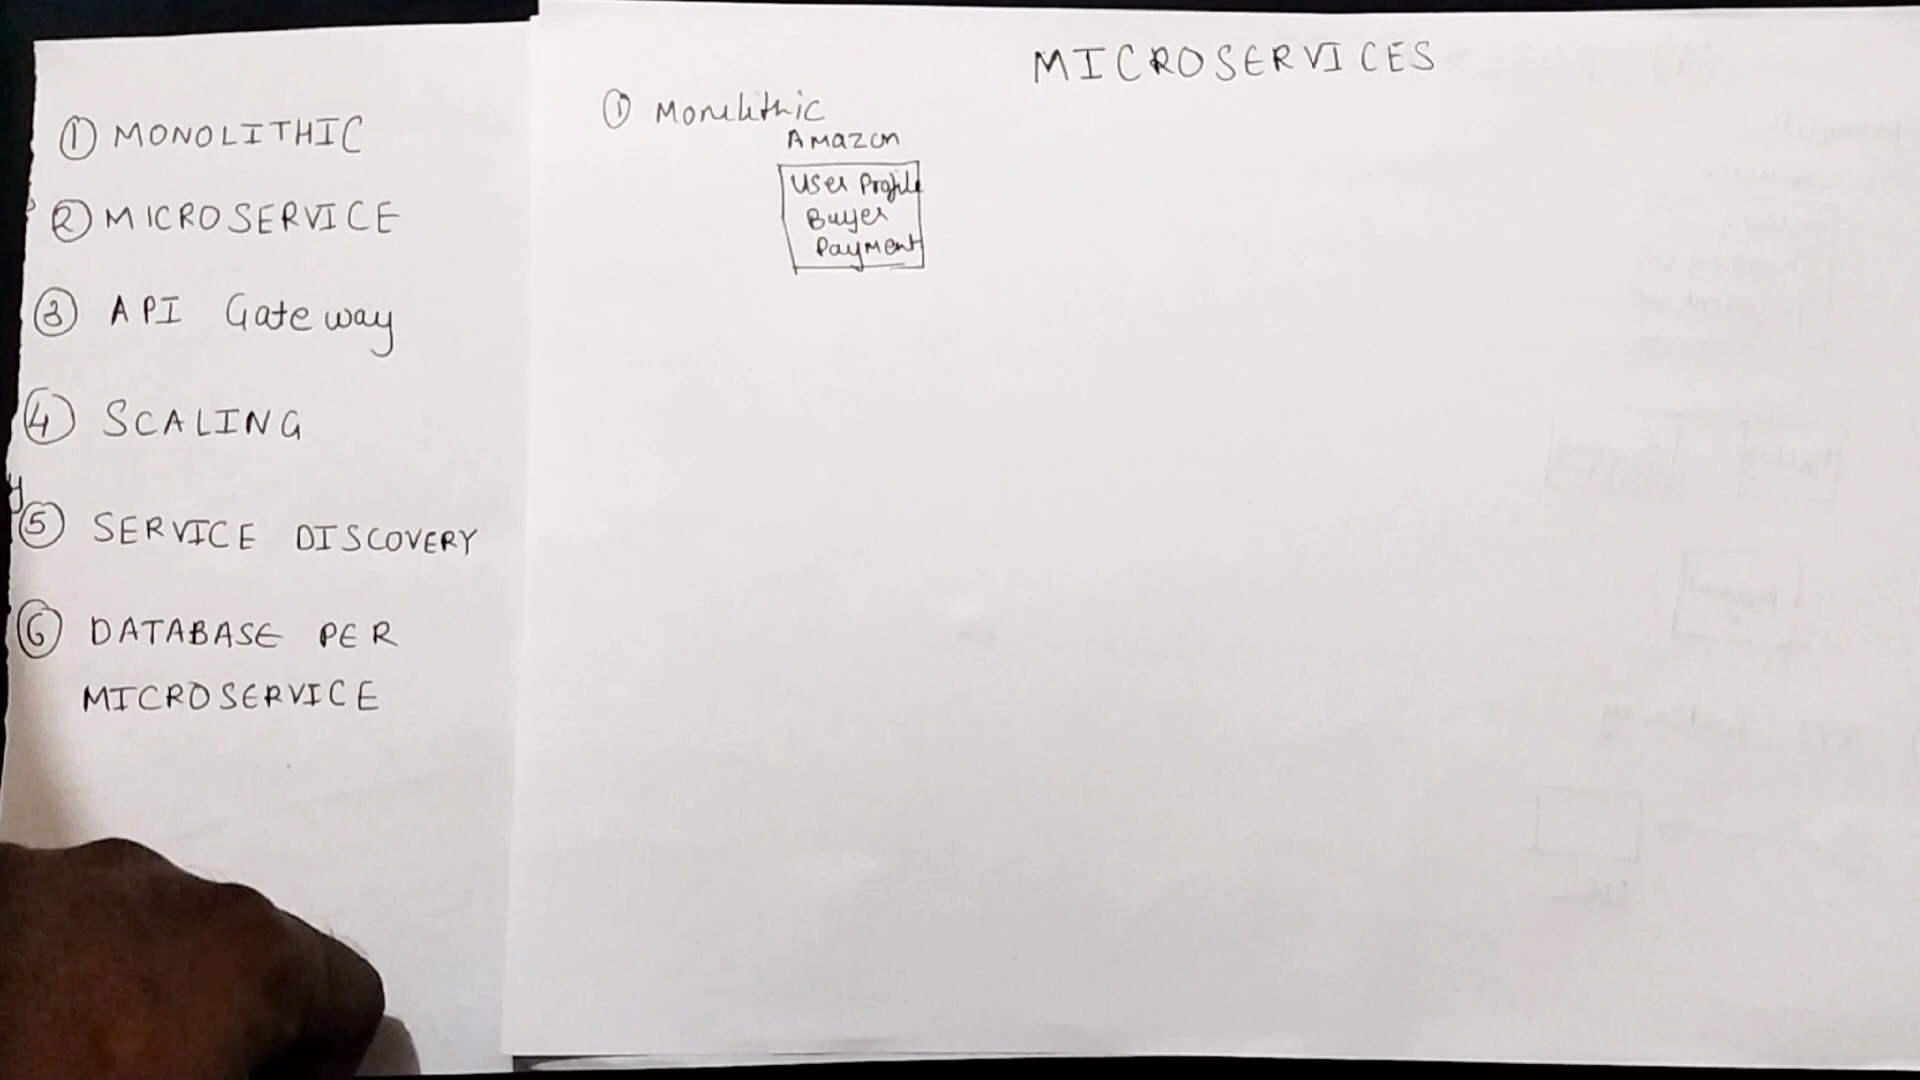 ① MONOLITHIC
② MICROSERVICE
③ API Gateway
④ SCALING
⑤ SERVICE DISCOVERY
⑥ DATABASE PER
MICROSERVICE
MICROSERVICES
① Monolithic
Amazon
User Profile
Buyer
Payment